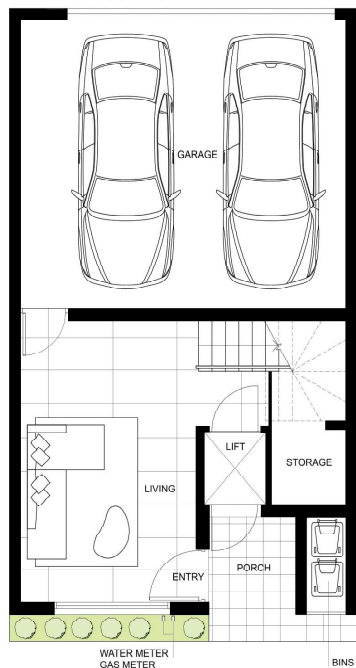 GARAGE
LIFT
STORAGE
LIVING
ENTRY
PORCH
WATER METER
GAS METER
BINS